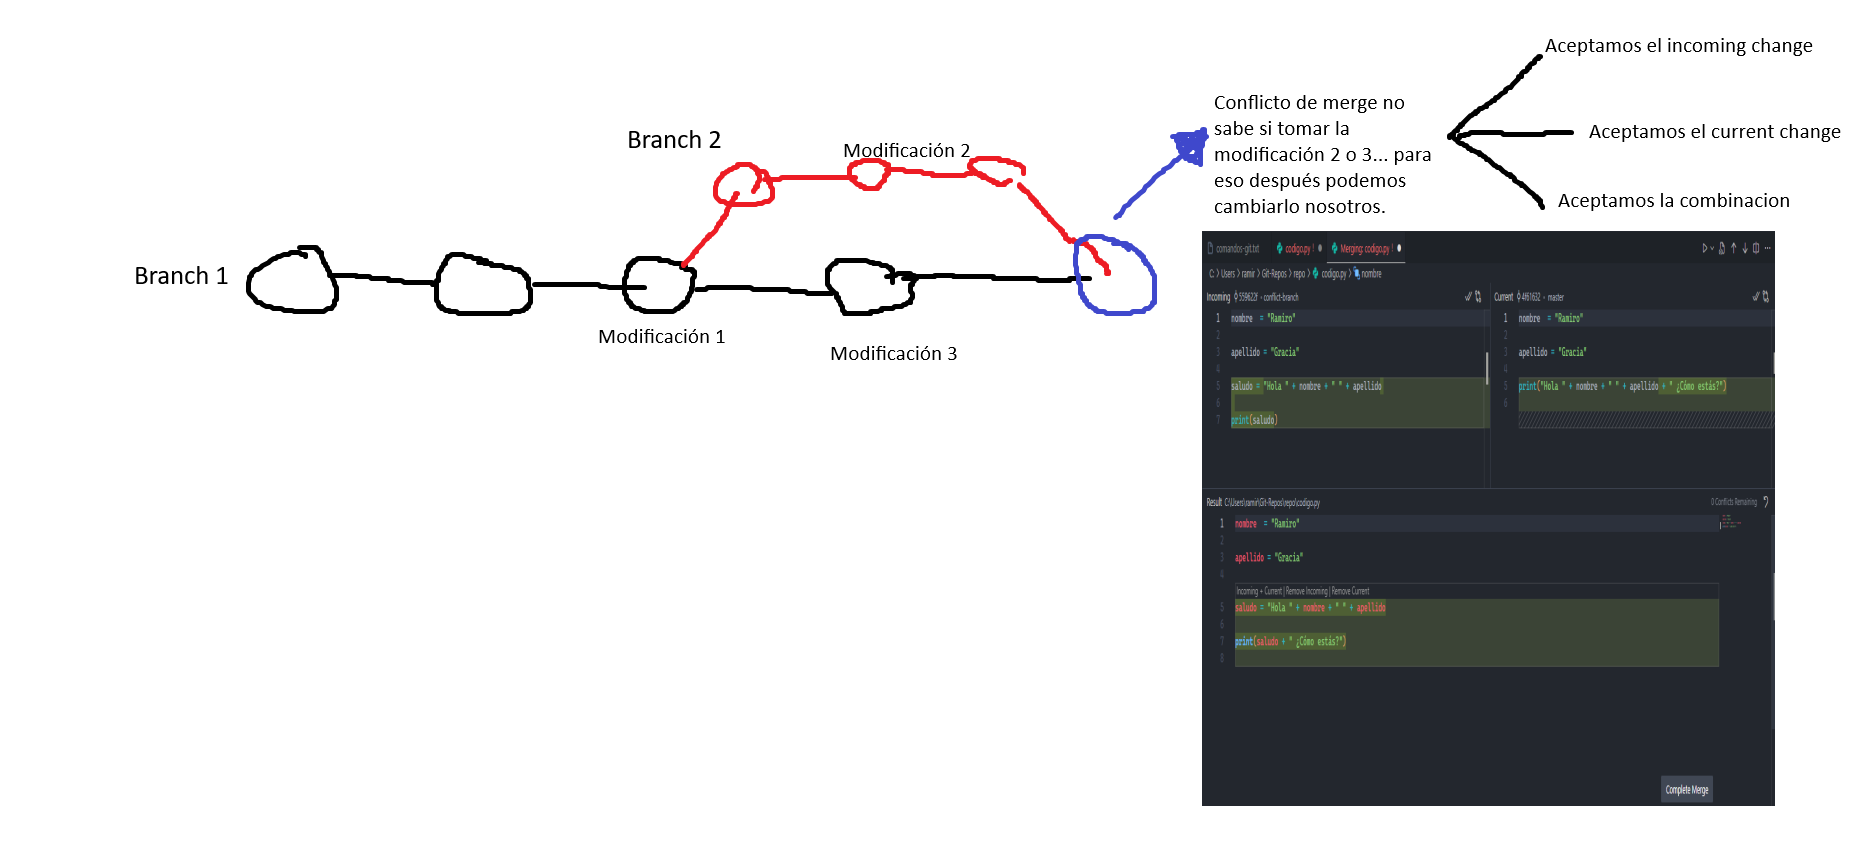 Aceptamos el incoming change
Conflicto de merge no
sabe si tomar la
modificación 2 o 3... para
eso después podemos
cambiarlo nosotros.
Aceptamos el current change
Aceptamos la combinacion
Branch 2
Modificación 2
Branch 1
Modificación 1
Modificación 3
comandos-git.txt
codigo.py !
Merging: codigo.py !
C: > Users > ramir > Git-Repos > repo > codigo.py > nombre
Incoming 559622f · conflict-branch
1 nombre = "Ramiro"
2
3 apellido = "Gracia"
4
5 saludo = "Hola " + nombre + " " + apellido
6
7 print(saludo)
Current 4f61632 · master
1 nombre = "Ramiro"
2
3 apellido = "Gracia"
4
5 print("Hola " + nombre + " " + apellido + " ¿Cómo estás?")
6
Result C:\Users\ramir\Git-Repos\repo\codigo.py
0 Conflicts Remaining
1 nombre = "Ramiro"
2
3 apellido = "Gracia"
4
Incoming + Current | Remove Incoming | Remove Current
5 saludo = "Hola " + nombre + " " + apellido
6
7 print(saludo + " ¿Cómo estás?")
8
Complete Merge